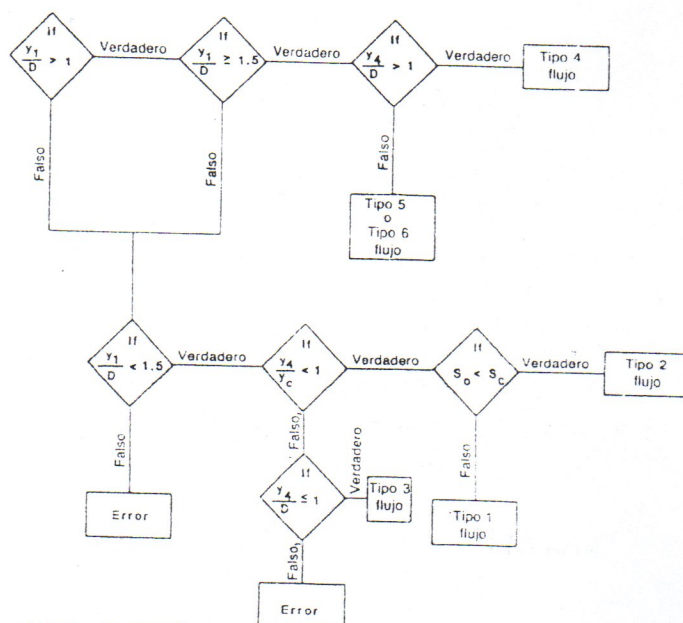 If
y1/D > 1
Verdadero
If
y1/D ≥ 1.5
Verdadero
If
y4/D > 1
Verdadero
Tipo 4
flujo
Falso
Falso
Falso
Tipo 5
o
Tipo 6
flujo
If
y1/D < 1.5
Verdadero
If
y4/yc < 1
Verdadero
If
So < Sc
Verdadero
Tipo 2
flujo
Falso
Falso
Falso
Error
If
y4/D ≤ 1
Verdadero
Tipo 3
flujo
Tipo 1
flujo
Falso
Error